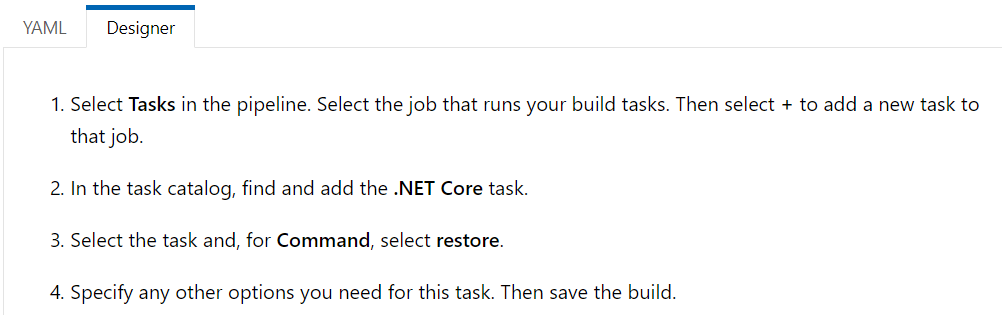 YAML
Designer
1. Select Tasks in the pipeline. Select the job that runs your build tasks. Then select + to add a new task to
that job.
2. In the task catalog, find and add the .NET Core task.
3. Select the task and, for Command, select restore.
4. Specify any other options you need for this task. Then save the build.